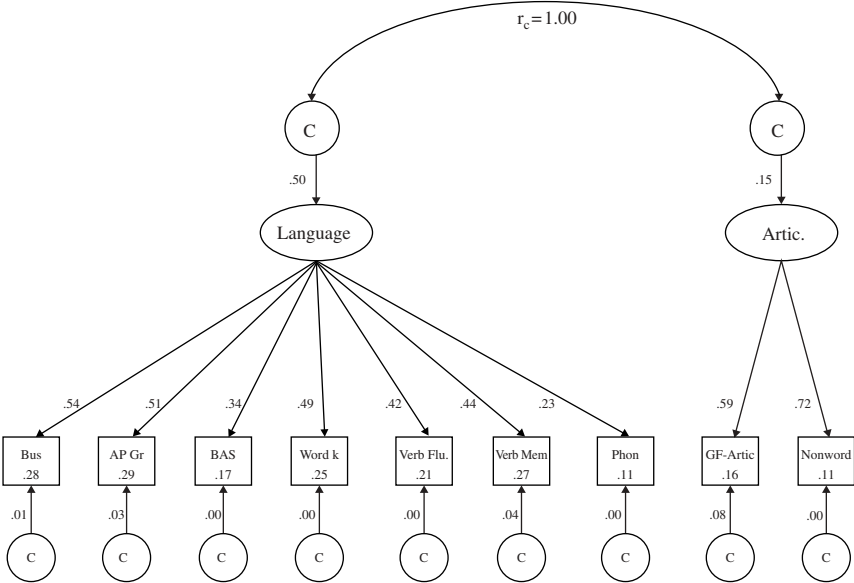 r_c=1.00
C C
.50 .15
Language Artic.
.54 .51 .34 .49 .42 .44 .23 .59 .72
Bus AP Gr BAS Word k Verb Flu. Verb Mem Phon GF-Artic Nonword
.28 .29 .17 .25 .21 .27 .11 .16 .11
.01 .03 .00 .00 .00 .04 .00 .08 .00
C C C C C C C C C